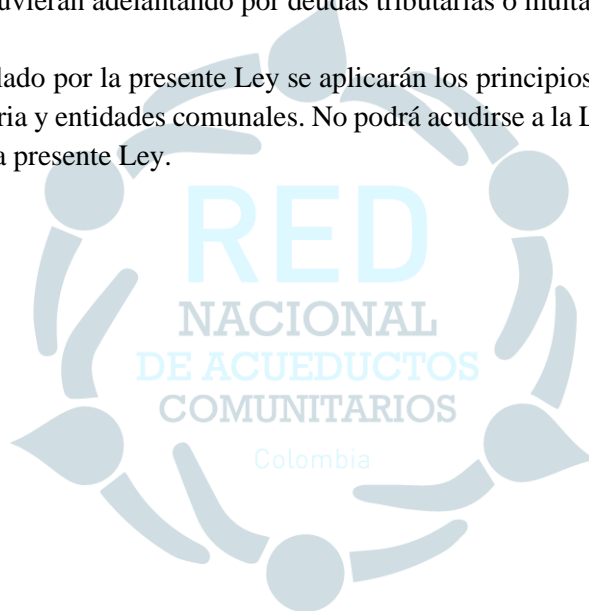 uvieran adelantando por deudas tributarias o multa
lado por la presente Ley se aplicarán los principios
ria y entidades comunales. No podrá acudirse a la L
a presente Ley.
RED
NACIONAL
DE ACUEDUCTOS
COMUNITARIOS
Colombia